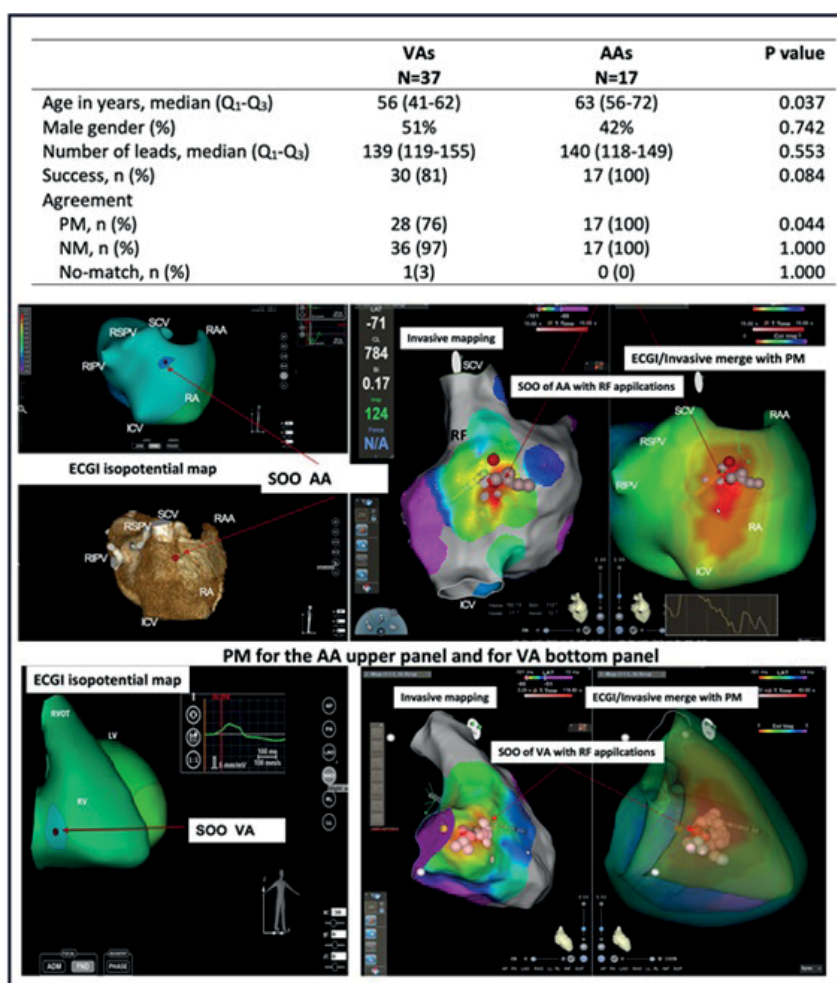 VAs AAs P value
N=37 N=17
Age in years, median (Q₁-Q₃) 56 (41-62) 63 (56-72) 0.037
Male gender (%) 51% 42% 0.742
Number of leads, median (Q₁-Q₃) 139 (119-155) 140 (118-149) 0.553
Success, n (%) 30 (81) 17 (100) 0.084
Agreement
PM, n (%) 28 (76) 17 (100) 0.044
NM, n (%) 36 (97) 17 (100) 1.000
No-match, n (%) 1(3) 0 (0) 1.000
SCV
RSPV
RAA
RIPV
RA
ICV
ECGI isopotential map
SOO AA
SCV
RSPV
RAA
RIPV
RA
ICV
LAT
-71
CL
784
BI
0.17
124
N/A
Invasive mapping
SCV
RF
ICV
SOO of AA with RF applications
ECGI/Invasive merge with PM
SCV
RAA
RSPV
RIPV
RA
ICV
PM for the AA upper panel and for VA bottom panel
ECGI isopotential map
RVOT
LV
RV
SOO VA
100 mm/s
ADM
FND
PHASE
Invasive mapping
ECGI/Invasive merge with PM
SOO of VA with RF applications